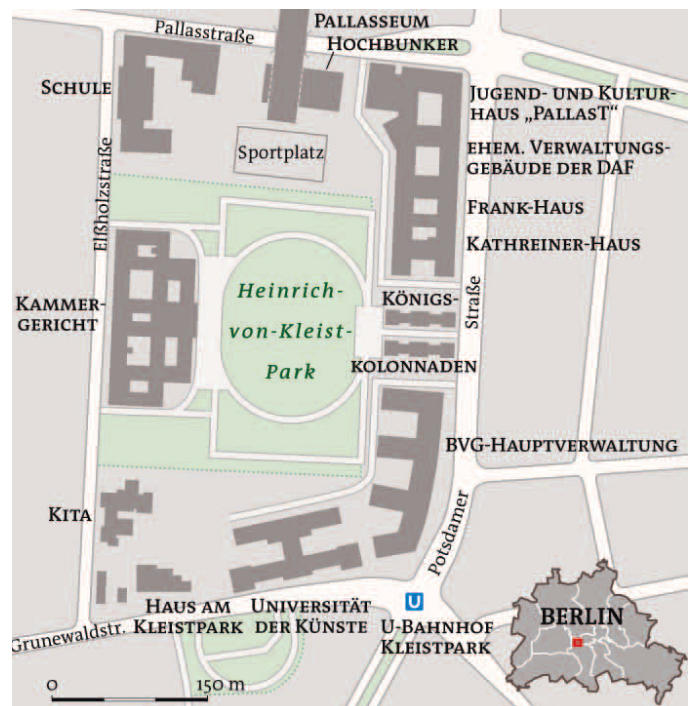 PALLASEUM
Pallasstraße
HOCHBUNKER
SCHULE
JUGEND- UND KULTUR-
HAUS „PALLAST“
Sportplatz
EHEM. VERWALTUNGS-
GEBÄUDE DER DAF
Elßholzstraße
FRANK-HAUS
KATHREINER-HAUS
KAMMER-
GERICHT
Heinrich-
von-Kleist-
Park
KÖNIGS-
KOLONNADEN
Straße
BVG-HAUPTVERWALTUNG
KITA
Potsdamer
HAUS AM
KLEISTPARK
UNIVERSITÄT
DER KÜNSTE
U
U-BAHNHOF
KLEISTPARK
BERLIN
Grunewaldstr.
0 150 m